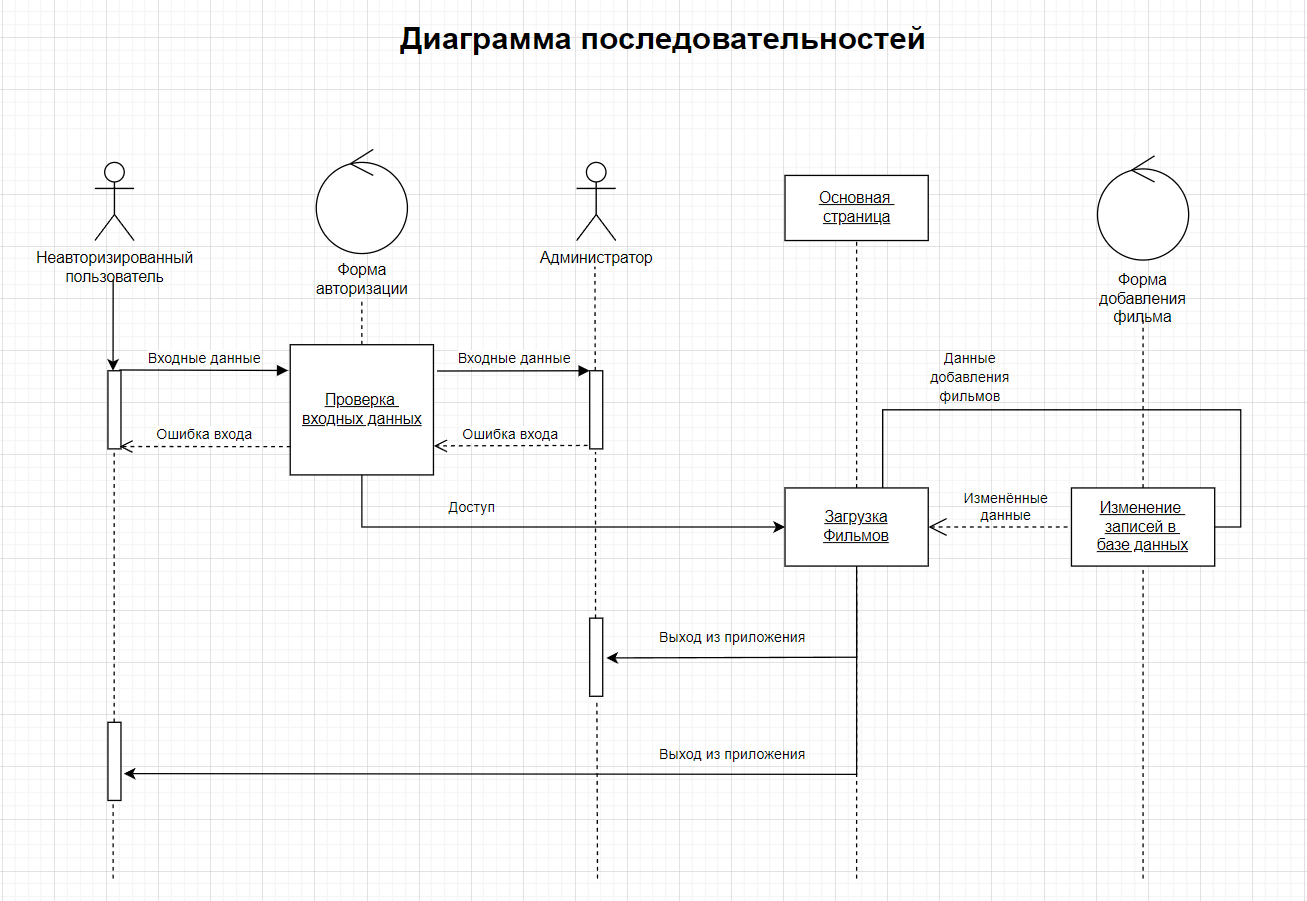 Диаграмма последовательностей
Неавторизированный
пользователь
Форма
авторизации
Администратор
Основная
страница
Форма
добавления
фильма
Входные данные
Входные данные
Данные
добавления
фильмов
Проверка
входных данных
Ошибка входа
Ошибка входа
Доступ
Загрузка
Фильмов
Изменённые
данные
Изменение
записей в
базе данных
Выход из приложения
Выход из приложения